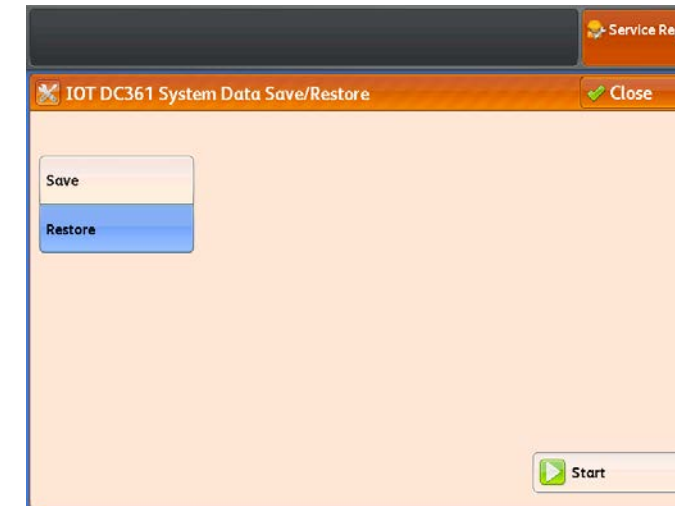 Service Re
IOT DC361 System Data Save/Restore
Close
Save
Restore
Start